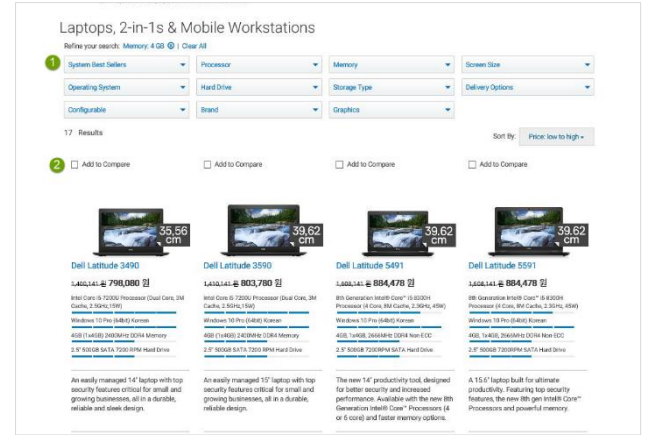 Laptops, 2-in-1s & Mobile Workstations
Refine your search: Memory: 4 GB | Clear All
1
System Best Sellers Processor Memory Screen Size
Operating System Hard Drive Storage Type Delivery Options
Configurable Brand Graphics
17 Results
Sort By: Price: low to high
2
Add to Compare Add to Compare Add to Compare Add to Compare
35,56 cm 39,62 cm 39.62 cm 39.62 cm
Dell Latitude 3490 Dell Latitude 3590 Dell Latitude 5491 Dell Latitude 5591
1,400,141 원 798,080 원 1,410,141 원 803,780 원 1,608,141 원 884,478 원 1,608,141 원 884,478 원
Intel Core i5-7200U Processor (Dual Core, 3M Intel Core i5-7200U Processor (Dual Core, 3M 8th Generation Intel® Core™ i5-8300H 8th Generation Intel® Core™ i5-8300H
Cache, 2.5GHz,15W) Cache, 2.5GHz,15W) Processor (4 Core, 8M Cache, 2.3GHz, 45W) Processor (4 Core, 8M Cache, 2.3GHz, 45W)
Windows 10 Pro (64bit) Korean Windows 10 Pro (64bit) Korean Windows 10 Pro (64bit) Korean Windows 10 Pro (64bit) Korean
4GB (1x4GB) 2400MHz DDR4 Memory 4GB (1x4GB) 2400MHz DDR4 Memory 4GB, 1x4GB, 2666MHz DDR4 Non-ECC 4GB, 1x4GB, 2666MHz DDR4 Non-ECC
2.5" 500GB SATA 7200 RPM Hard Drive 2.5" 500GB SATA 7200 RPM Hard Drive 2.5" 500GB 7200RPM SATA Hard Drive 2.5" 500GB 7200RPM SATA Hard Drive
An easily managed 14" laptop with top An easily managed 15" laptop with top The new 14" productivity tool, designed A 15.6" laptop built for ultimate
security features critical for small and security features critical for small and for better security and increased productivity. Featuring top security
growing businesses, all in a durable, growing businesses, all in a durable, performance. Available with the new 8th features, the new 8th gen Intel® Core™
reliable and sleek design. reliable design. Generation Intel® Core™ Processors (4 Processors and powerful memory.
or 6 core) and faster memory options.